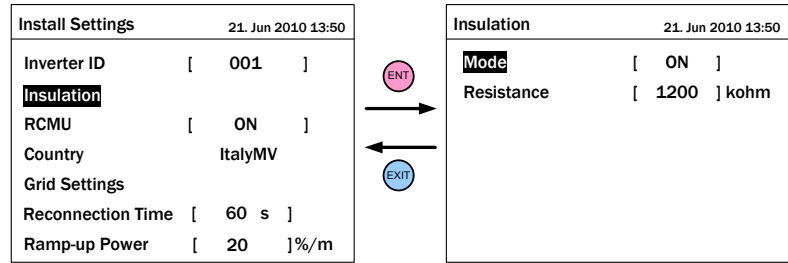 Install Settings 21. Jun 2010 13:50
Inverter ID [ 001 ]
Insulation
RCMU [ ON ]
Country ItalyMV
Grid Settings
Reconnection Time [ 60 s ]
Ramp-up Power [ 20 ]%/m
ENT
EXIT
Insulation 21. Jun 2010 13:50
Mode [ ON ]
Resistance [ 1200 ] kohm